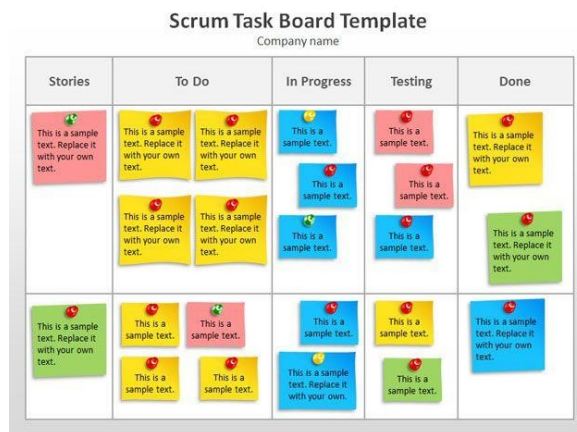 Scrum Task Board Template
Company name
Stories
To Do
In Progress
Testing
Done
This is a sample
text. Replace it
with your own
text.
This is a sample
text. Replace it
with your own
text.
This is a sample
text. Replace it
with your own
text.
This is a sample
text. Replace it
with your own
text.
This is a sample
text. Replace it
with your own
text.
This is a
sample text.
This is a
sample text.
This is a
sample text.
This is a
sample text.
This is a
sample text.
This is a
sample text.
This is a sample
text. Replace it
with your own
text.
This is a sample
text. Replace it
with your own
text.
This is a sample
text. Replace it
with your own
text.
This is a
sample text.
This is a
sample text.
This is a
sample text.
This is a
sample text.
This is a
sample text.
This is a sample
text. Replace it
with your own.
This is a
sample text.
This is a
sample text.
This is a sample
text. Replace it
with your own
text.